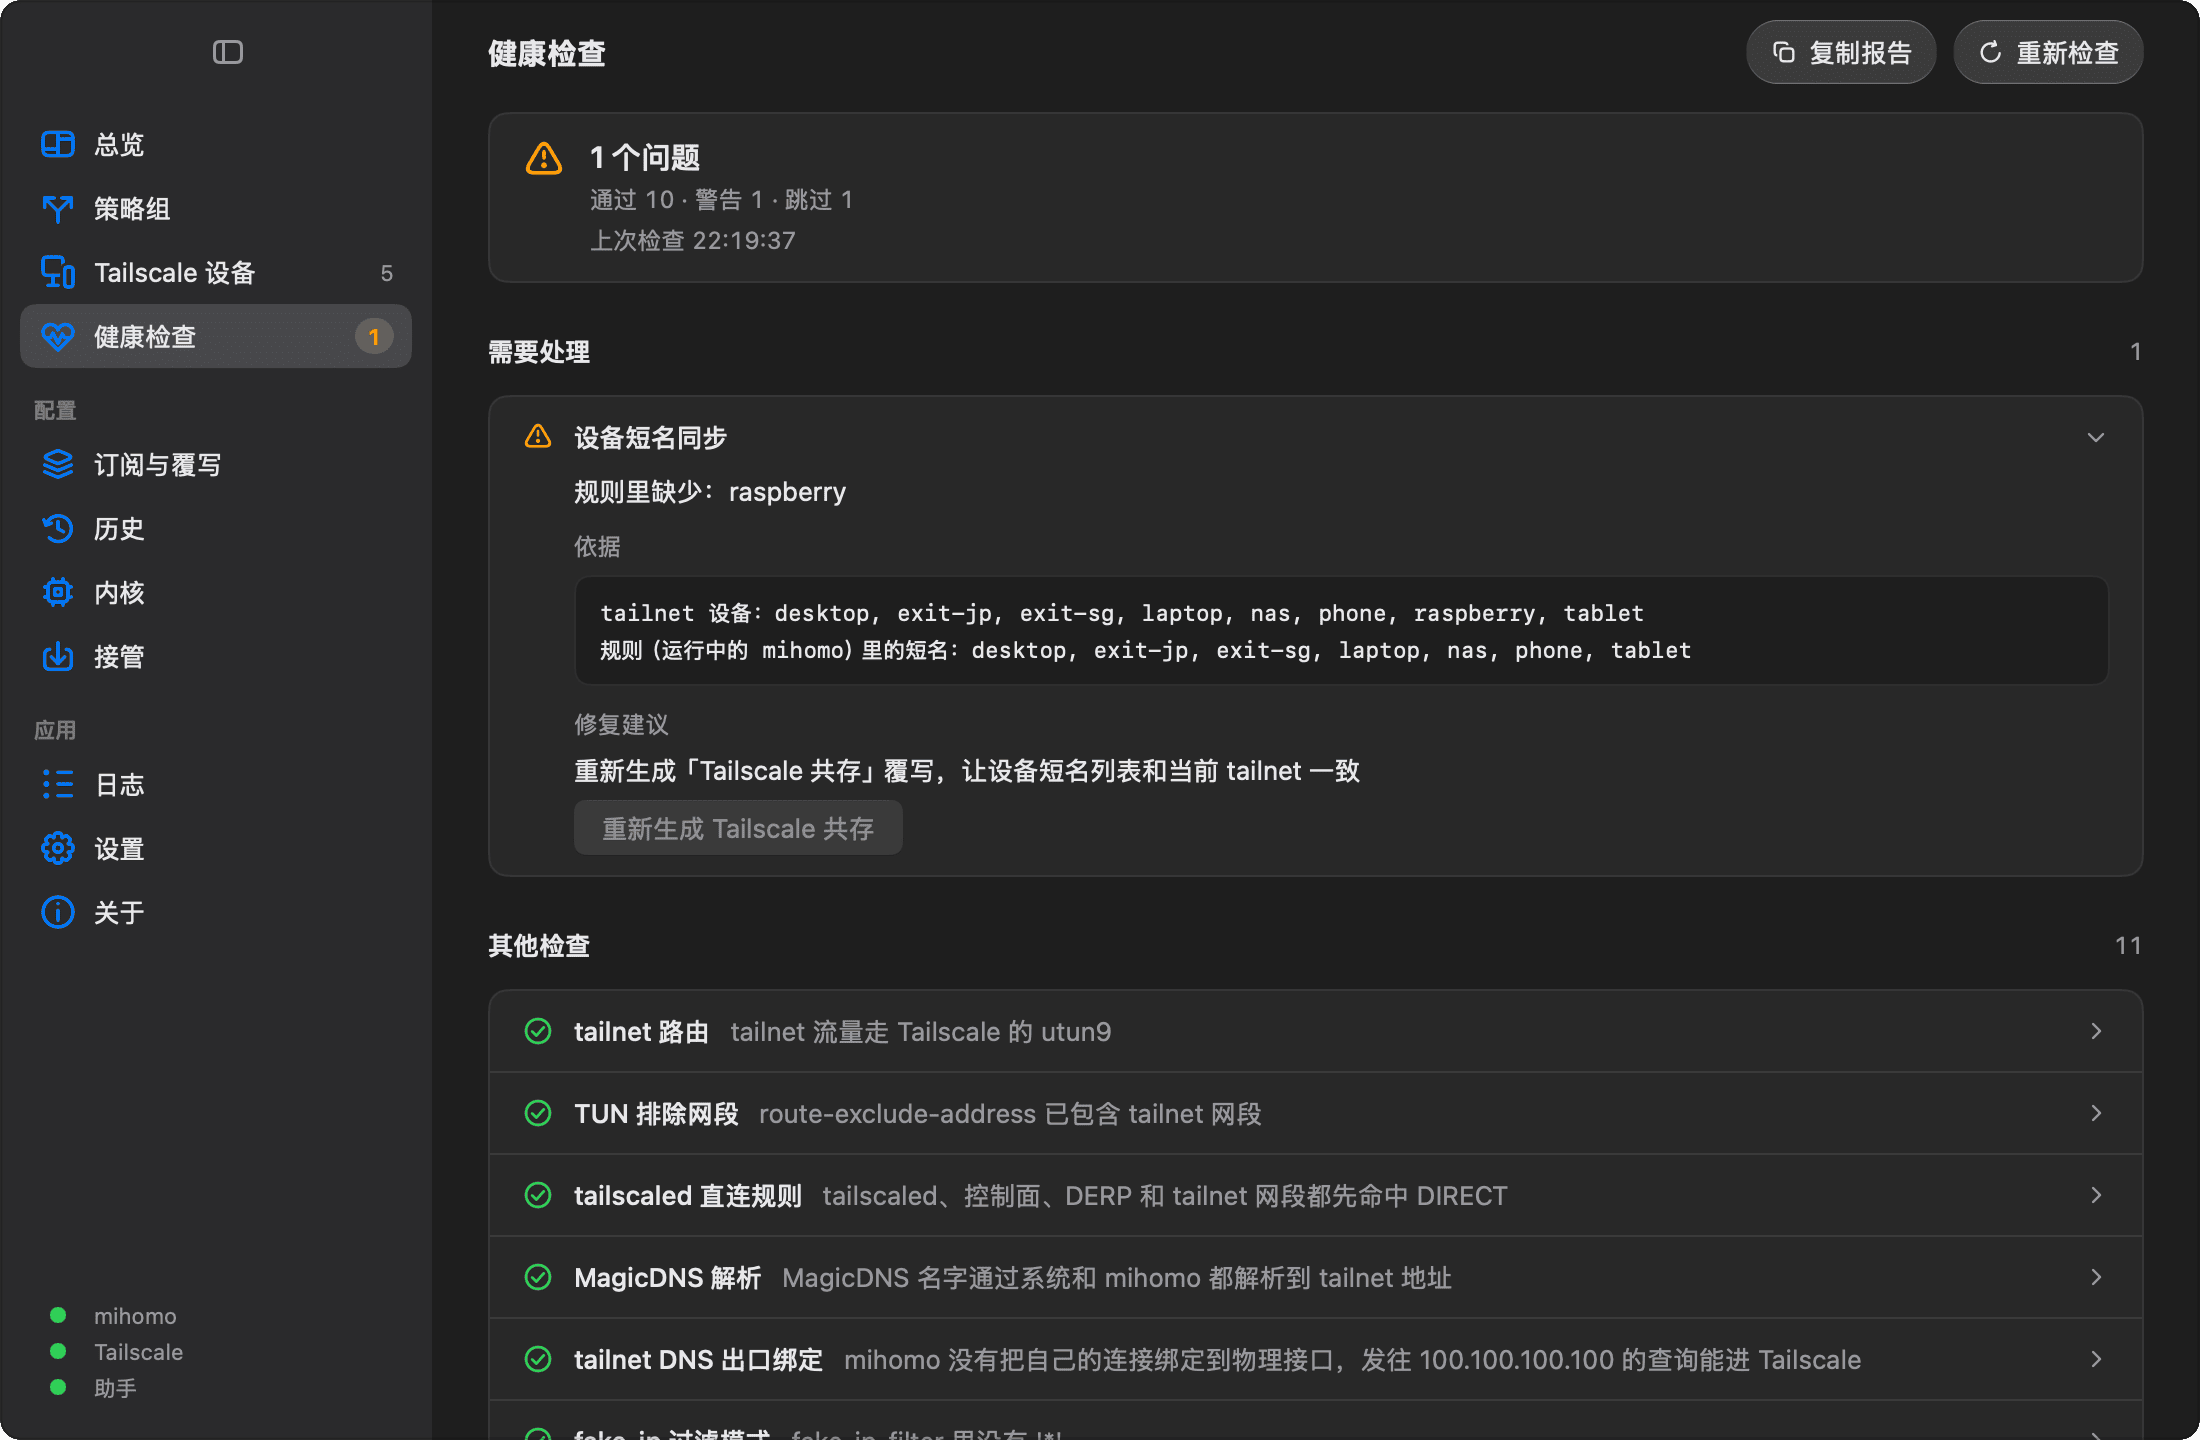 总览
策略组
Tailscale 设备 5
健康检查 1
配置
订阅与覆写
历史
内核
接管
应用
日志
设置
关于
mihomo
Tailscale
助手
健康检查
复制报告
重新检查
1 个问题
通过 10 · 警告 1 · 跳过 1
上次检查 22:19:37
需要处理 1
设备短名同步
规则里缺少：raspberry
依据
tailnet 设备：desktop, exit-jp, exit-sg, laptop, nas, phone, raspberry, tablet
规则（运行中的 mihomo）里的短名：desktop, exit-jp, exit-sg, laptop, nas, phone, tablet
修复建议
重新生成「Tailscale 共存」覆写，让设备短名列表和当前 tailnet 一致
重新生成 Tailscale 共存
其他检查 11
tailnet 路由 tailnet 流量走 Tailscale 的 utun9
TUN 排除网段 route-exclude-address 已包含 tailnet 网段
tailscaled 直连规则 tailscaled、控制面、DERP 和 tailnet 网段都先命中 DIRECT
MagicDNS 解析 MagicDNS 名字通过系统和 mihomo 都解析到 tailnet 地址
tailnet DNS 出口绑定 mihomo 没有把自己的连接绑定到物理接口，发往 100.100.100.100 的查询能进 Tailscale
fake-ip 过滤模式 fake-ip-filter 里没有